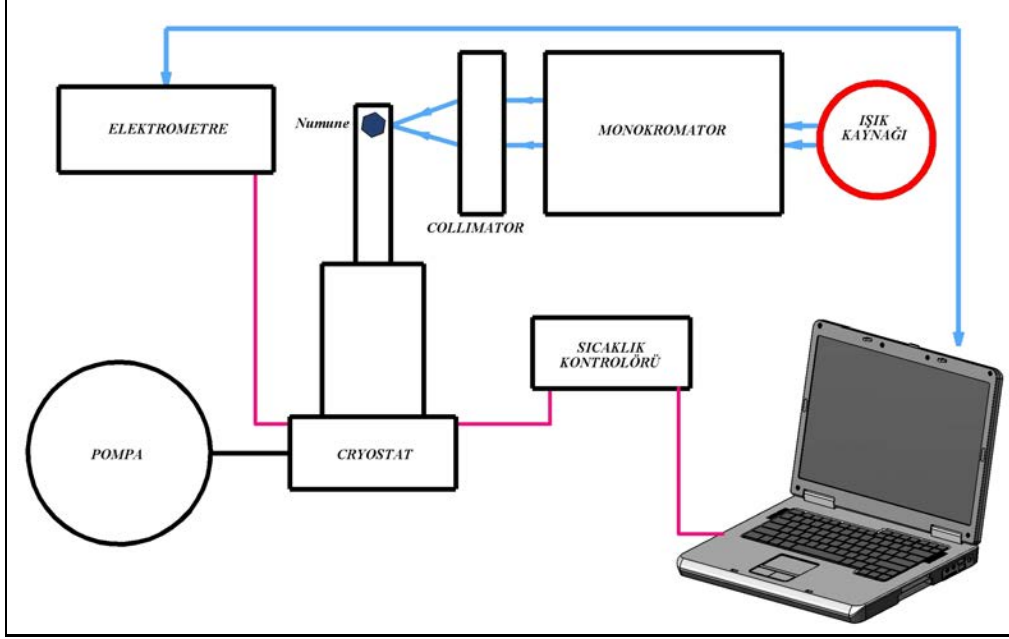 ELEKTROMETRE
Numune
COLLIMATOR
MONOKROMATOR
IŞIK
KAYNAĞI
SICAKLIK
KONTROLÖRÜ
POMPA
CRYOSTAT